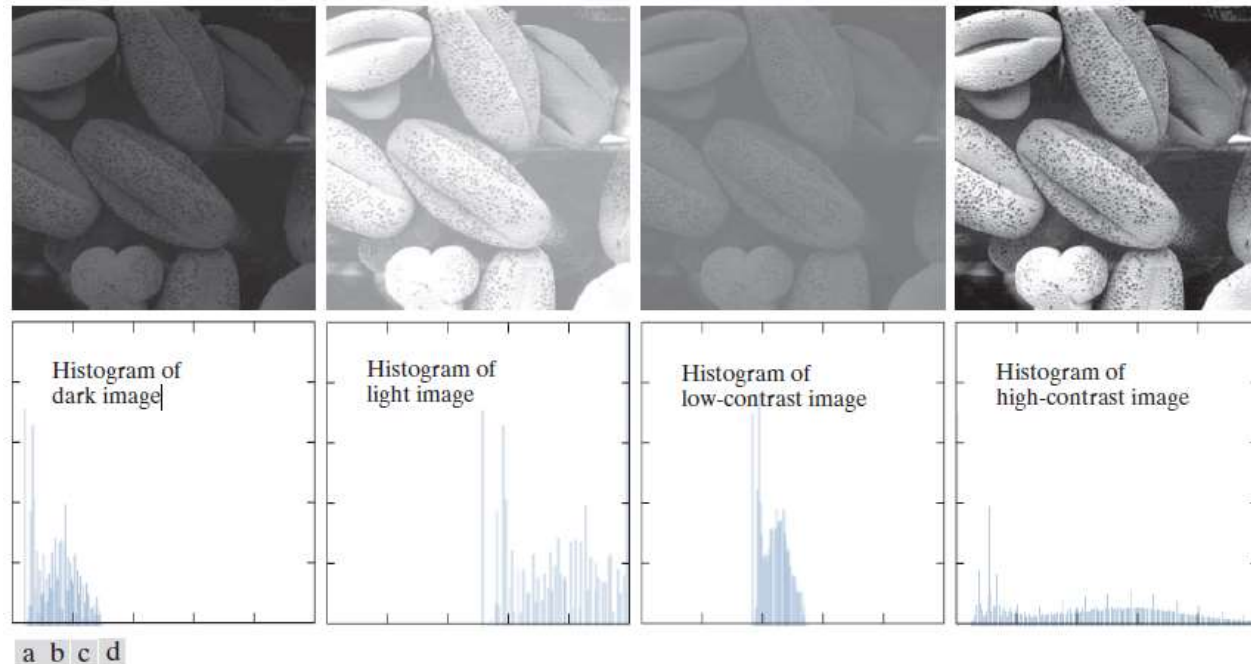 Histogram of
dark image
Histogram of
light image
Histogram of
low-contrast image
Histogram of
high-contrast image
a b c d